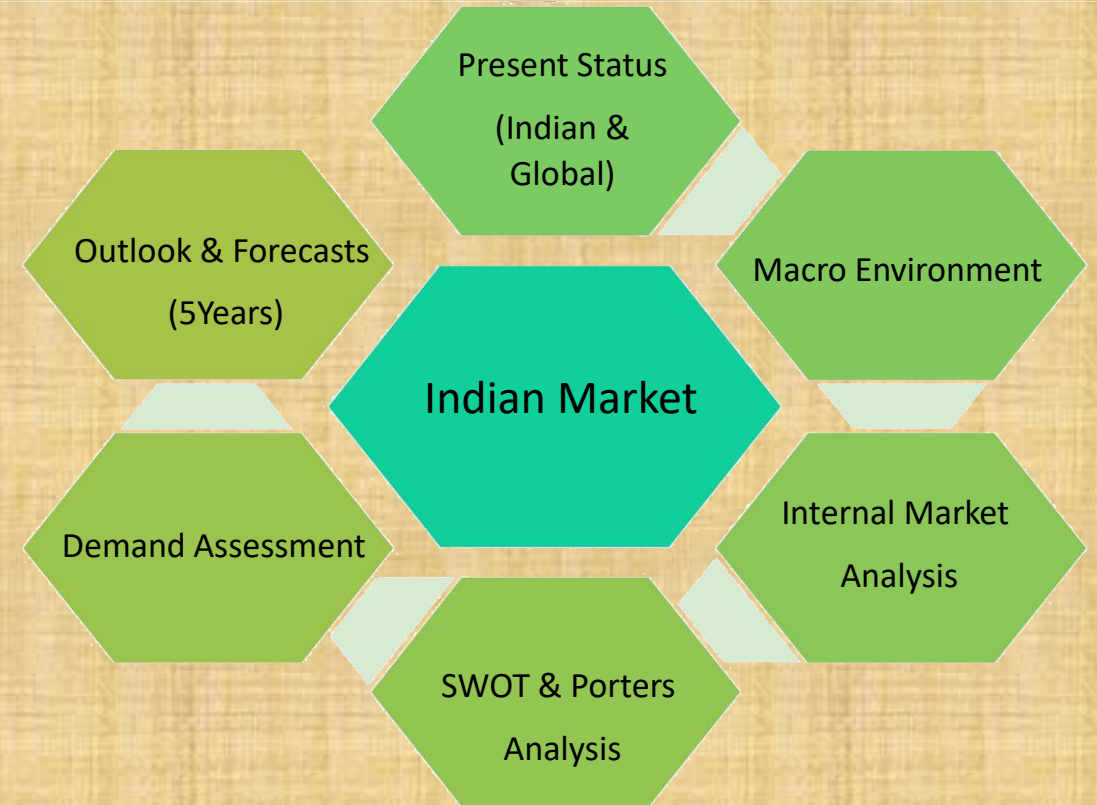 Present Status
(Indian &
Global)
Macro Environment
Internal Market
Analysis
SWOT & Porters
Analysis
Demand Assessment
Outlook & Forecasts
(5Years)
Indian Market